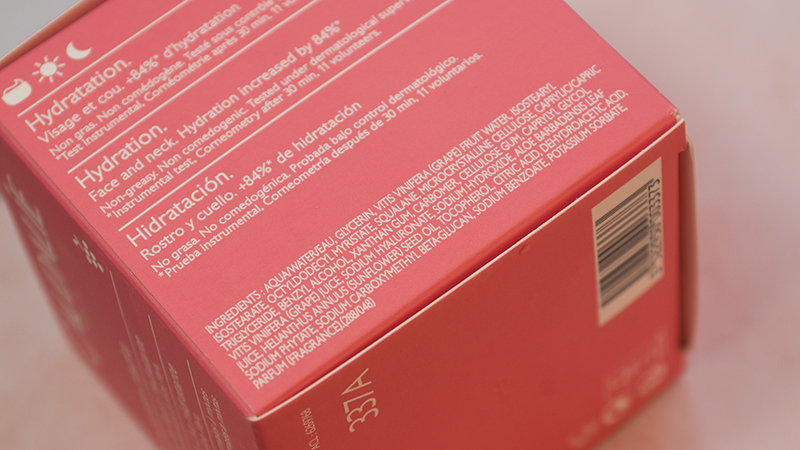 Hydratation.
Visage et cou. +84%* d'hydratation
Non gras. Non comédogène. Testé sous contrôle
*Test instrumental. Cornéométrie après 30 min, 11
Hydration.
Face and neck. Hydration increased by 84%*
Non-greasy. Non comedogenic. Tested under dermatological
*Instrumental test. Corneometry after 30 min, 11 volunteers.
Hidratación.
Rostro y cuello. +84%* de hidratación
No grasa. No comedogénica. Probada bajo control dermatológico.
*Prueba instrumental, Corneometría después de 30 min, 11 voluntarios.
INGREDIENTS : AQUA/WATER/EAU, GLYCERIN, VITIS VINIFERA (GRAPE) FRUIT WATER, ISOSTEARYL
ISOSTEARATE, OCTYLDODECYL MYRISTATE, SQUALANE, MICROCRYSTALLINE CELLULOSE, CAPRYLIC/CAPRIC
TRIGLYCERIDE, BENZYL ALCOHOL, XANTHAN GUM, CARBOMER, CELLULOSE GUM, CAPRYLYL GLYCOL,
VITIS VINIFERA (GRAPE) JUICE, SODIUM HYALURONATE, SODIUM HYDROXIDE, ALOE BARBADENSIS LEAF
JUICE, HELIANTHUS ANNUUS (SUNFLOWER) SEED OIL, TOCOPHEROL, CITRIC ACID, DEHYDROACETIC ACID,
SODIUM PHYTATE, SODIUM CARBOXYMETHYL BETA-GLUCAN, SODIUM BENZOATE, POTASSIUM SORBATE,
PARFUM (FRAGRANCE).(288/048)
337A